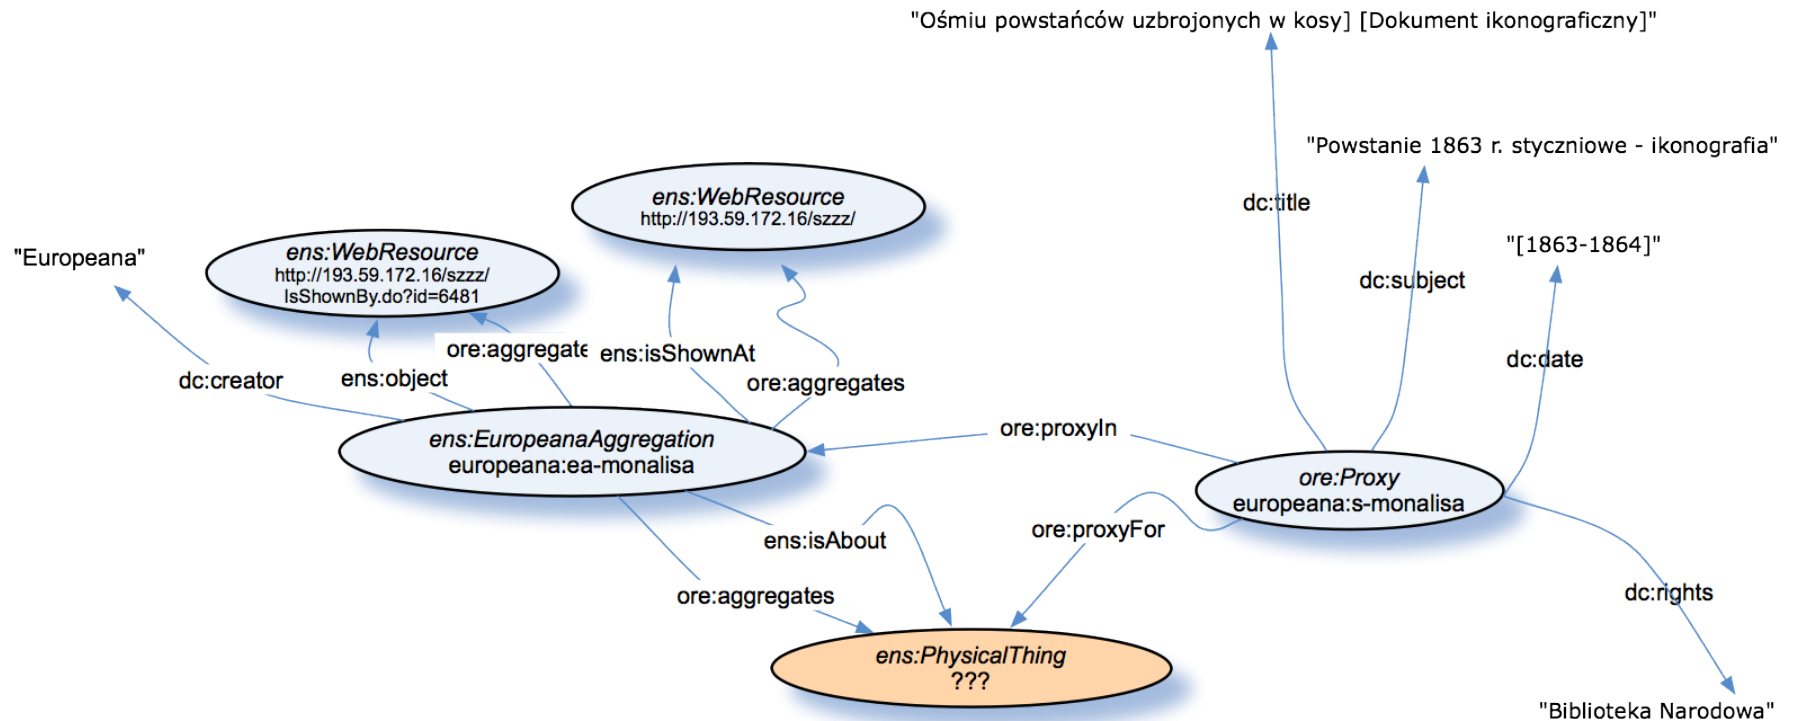 "Ośmiu powstańców uzbrojonych w kosy] [Dokument ikonograficzny]"
"Powstanie 1863 r. styczniowe - ikonografia"
dc:title
ens:WebResource
http://193.59.172.16/szzz/
"[1863-1864]"
"Europeana"
ens:WebResource
http://193.59.172.16/szzz/
IsShownBy.do?id=6481
dc:subject
ore:aggregate
ens:isShownAt
dc:date
dc:creator
ens:object
ore:aggregates
ens:EuropeanaAggregation
europeana:ea-monalisa
ore:proxyIn
ore:Proxy
europeana:s-monalisa
ens:isAbout
ore:proxyFor
ore:aggregates
dc:rights
ens:PhysicalThing
???
"Biblioteka Narodowa"